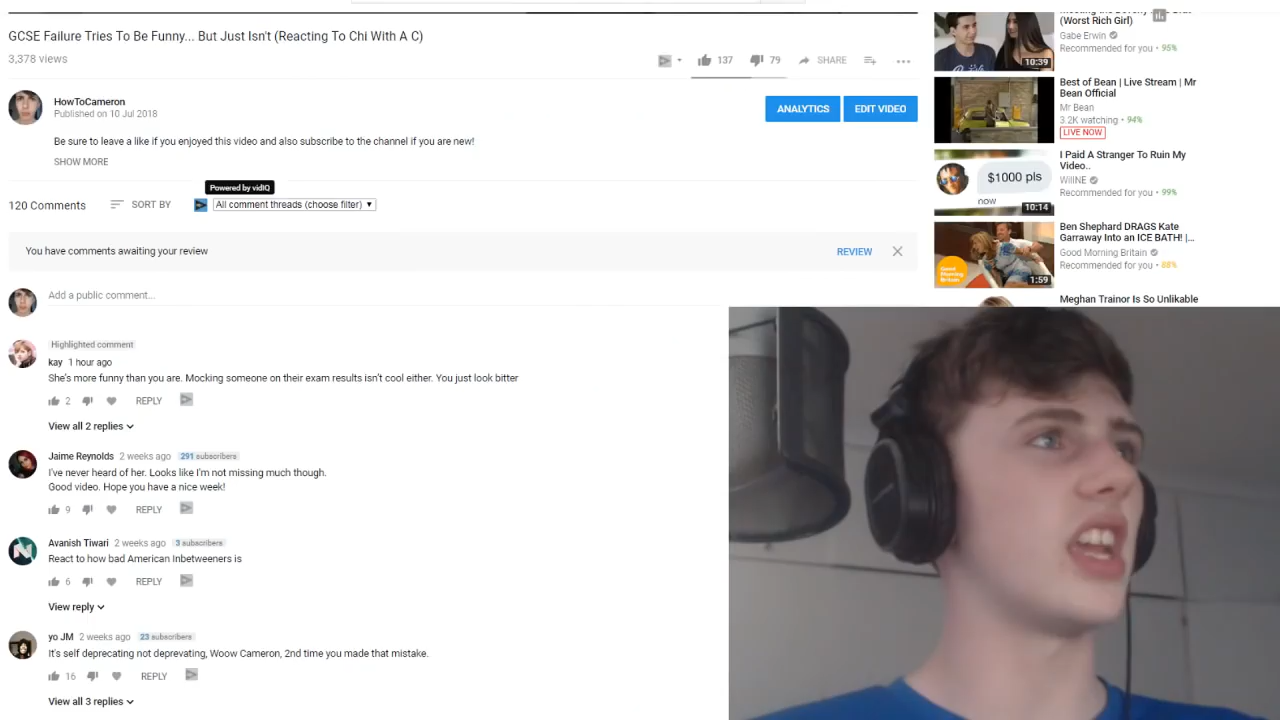 GCSE Failure Tries To Be Funny... But Just Isn't (Reacting To Chi With A C)
3,378 views
137
79
SHARE
HowToCameron
Published on 10 Jul 2018
ANALYTICS
EDIT VIDEO
Be sure to leave a like if you enjoyed this video and also subscribe to the channel if you are new!
SHOW MORE
Powered by vidIQ
120 Comments
SORT BY
All comment threads (choose filter)
You have comments awaiting your review
REVIEW
Add a public comment...
Highlighted comment
kay 1 hour ago
She's more funny than you are. Mocking someone on their exam results isn't cool either. You just look bitter
2
REPLY
View all 2 replies
Jaime Reynolds 2 weeks ago 291 subscribers
I've never heard of her. Looks like I'm not missing much though.
Good video. Hope you have a nice week!
9
REPLY
Avanish Tiwari 2 weeks ago 3 subscribers
React to how bad American Inbetweeners is
6
REPLY
View reply
yo JM 2 weeks ago 23 subscribers
It's self deprecating not deprevating, Woow Cameron, 2nd time you made that mistake.
16
REPLY
View all 3 replies
(Worst Rich Girl)
Gabe Erwin
Recommended for you • 95%
10:39
Best of Bean | Live Stream | Mr
Bean Official
Mr Bean
3.2K watching • 94%
LIVE NOW
I Paid A Stranger To Ruin My
Video..
WillNE
Recommended for you • 99%
$1000 pls
now
10:14
Ben Shephard DRAGS Kate
Garraway Into an ICE BATH! |...
Good Morning Britain
Recommended for you • 88%
Good
Morning
Britain
1:59
Meghan Trainor Is So Unlikable